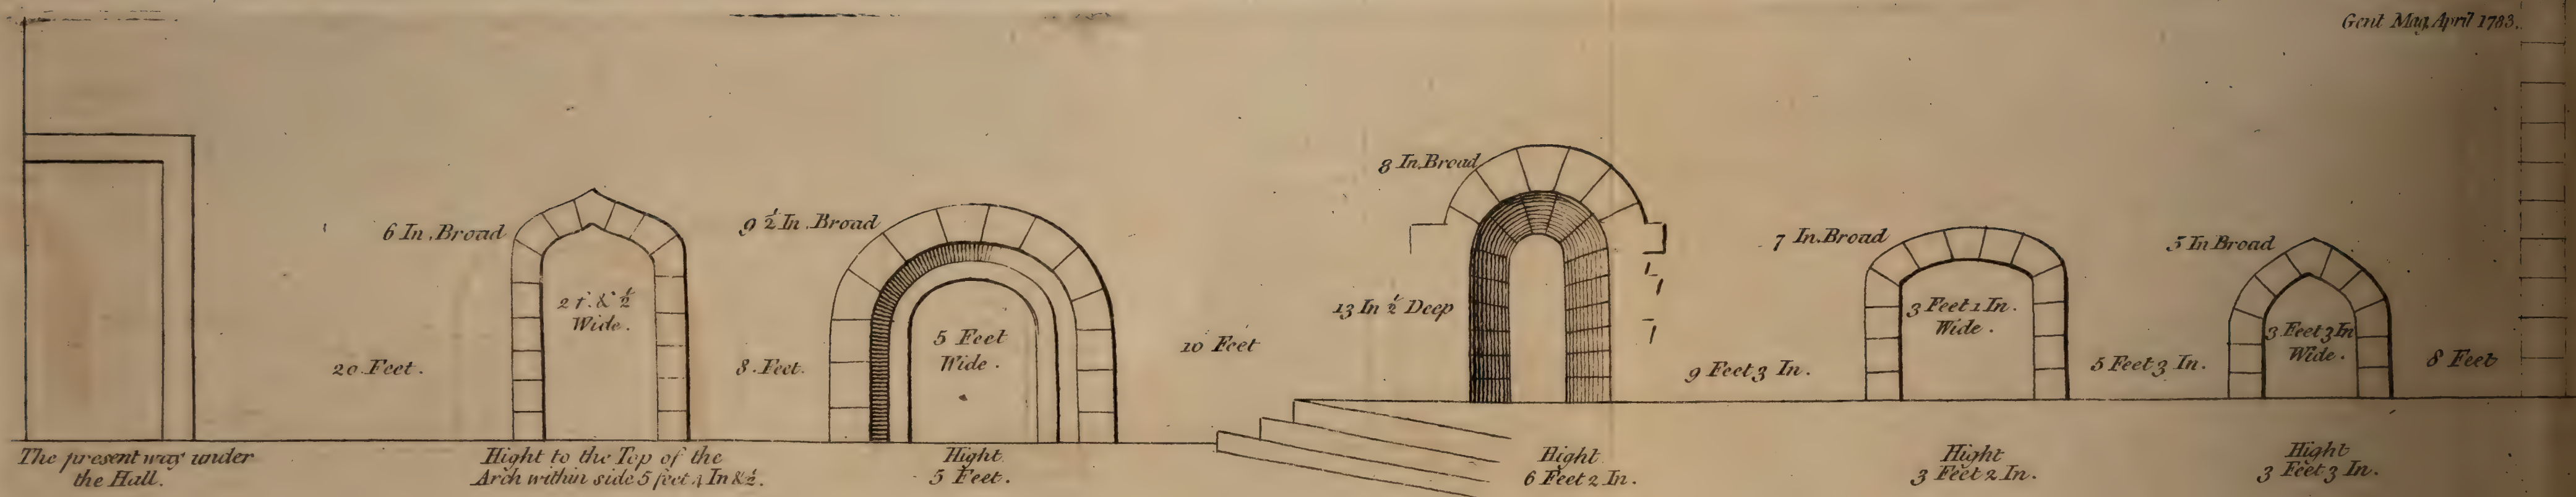 Gent Mag. April 1783.
8 In. Broad
6 In. Broad
9 ½ In. Broad
7 In. Broad
5 In Broad
& ½
Wide.
13 In ½ Deep
3 Feet 1 In.
Wide.
5 Feet
Wide.
3 Feet 3 In
Wide.
20 Feet.
8. Feet.
10 Feet
9 Feet 3 In.
5 Feet 3 In.
8 Feet
The present way under
the Hall.
Hight to the Top of the
Arch within side 5 feet 4 In & ½.
Hight
5 Feet.
Hight
6 Feet 2 In.
Hight
3 Feet 2 In.
Hight
3 Feet 3 In.